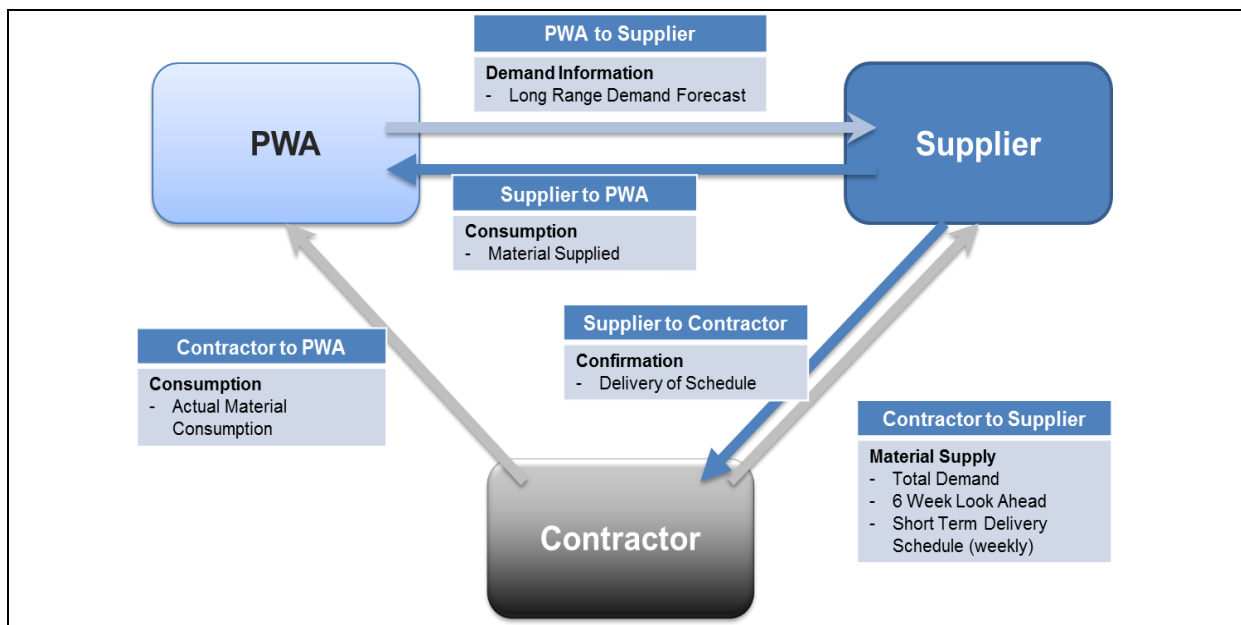 PWA to Supplier
Demand Information
- Long Range Demand Forecast
PWA
Supplier
Supplier to PWA
Consumption
- Material Supplied
Supplier to Contractor
Confirmation
- Delivery of Schedule
Contractor to PWA
Consumption
- Actual Material
Consumption
Contractor to Supplier
Material Supply
- Total Demand
- 6 Week Look Ahead
- Short Term Delivery
Schedule (weekly)
Contractor